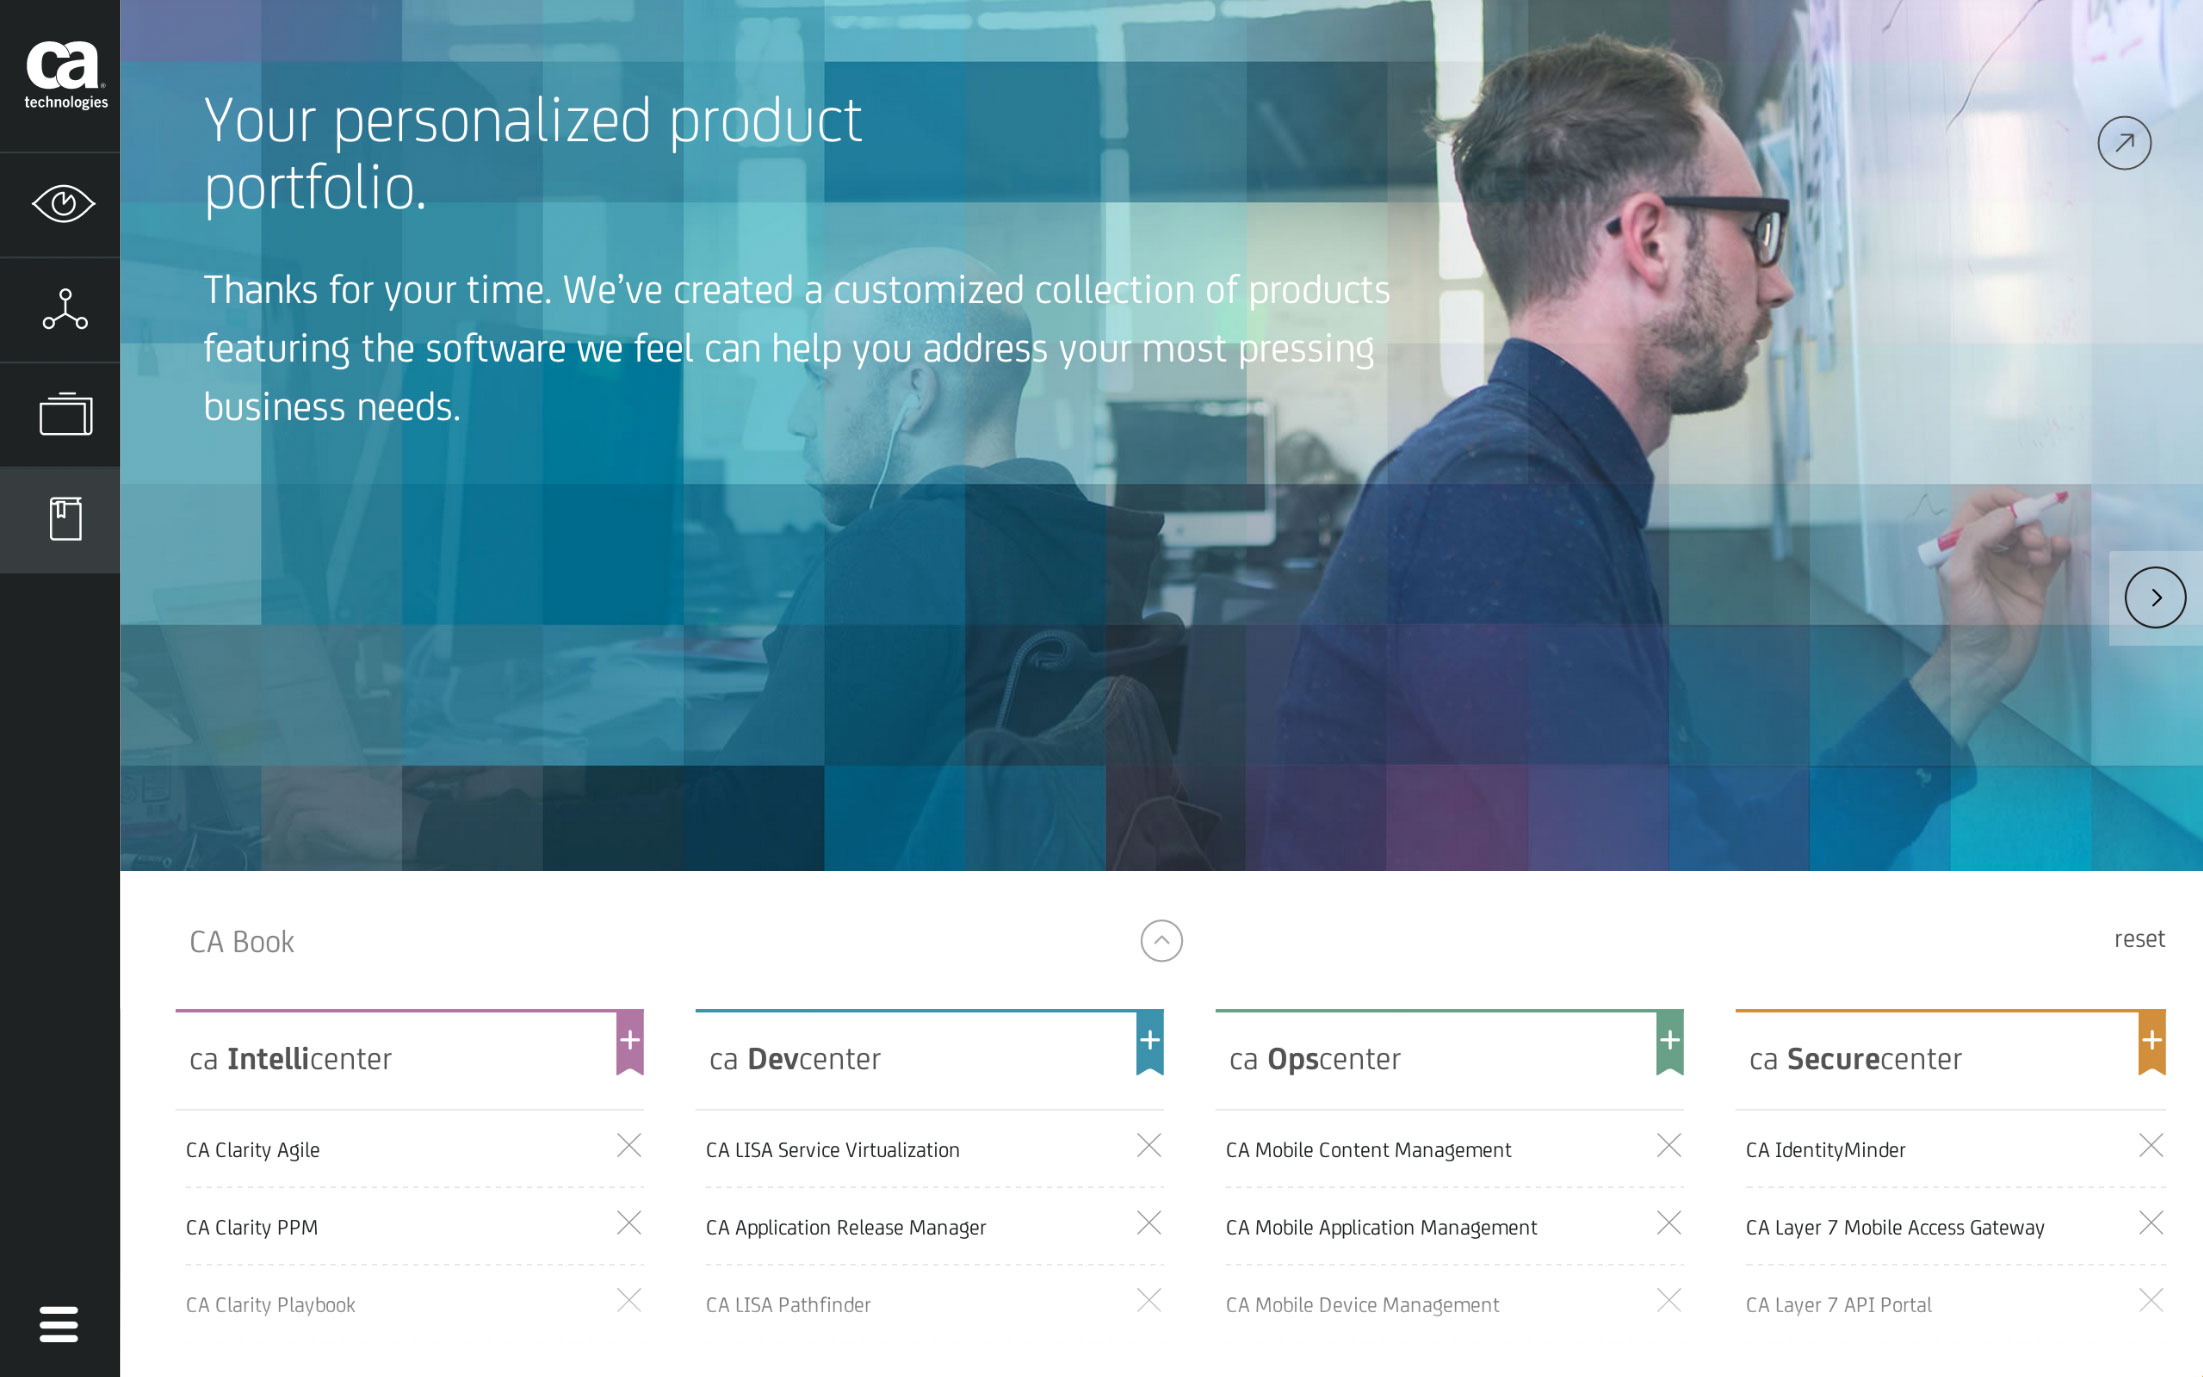 ca
technologies
Your personalized product
portfolio.
Thanks for your time. We’ve created a customized collection of products
featuring the software we feel can help you address your most pressing
business needs.
CA Book
reset
ca Intellicenter
CA Clarity Agile
CA Clarity PPM
CA Clarity Playbook
ca Devcenter
CA LISA Service Virtualization
CA Application Release Manager
CA LISA Pathfinder
ca Opscenter
CA Mobile Content Management
CA Mobile Application Management
CA Mobile Device Management
ca Securecenter
CA IdentityMinder
CA Layer 7 Mobile Access Gateway
CA Layer 7 API Portal